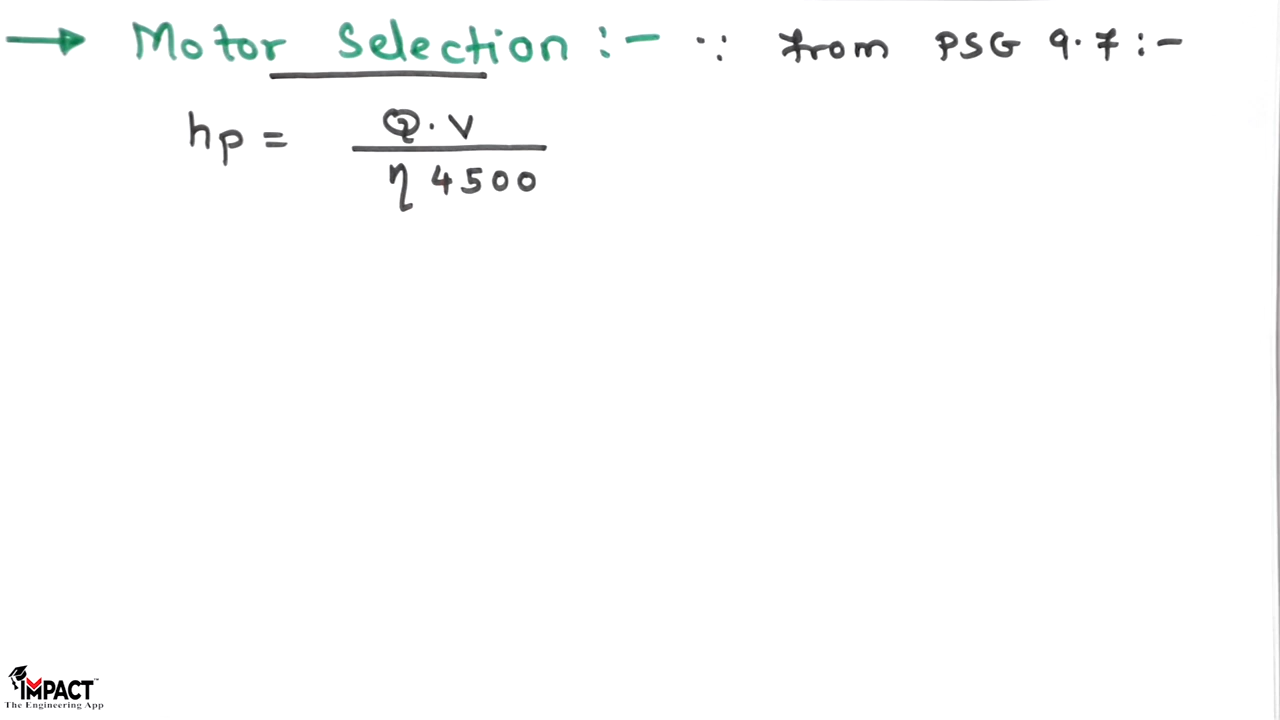 → Motor Selection :- ∵ from PSG 9.7 :-
hp = Q.V / η 4500
IMPACT
The Engineering App